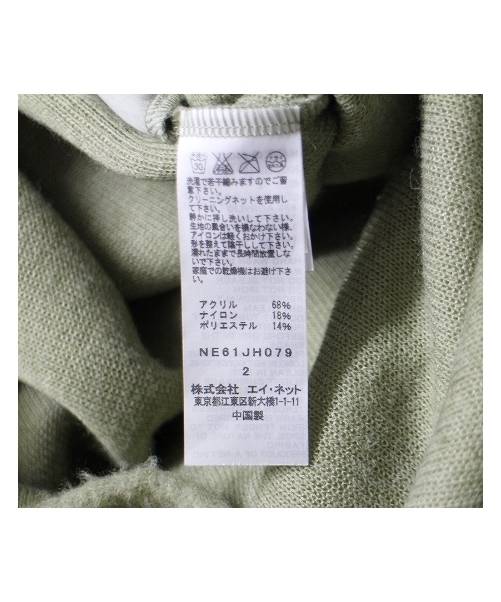 洗濯で若干縮みますのでご留
意下さい。
クリーニングネットを使用し
て下さい。
静かに押し洗いして下さい。
生地の風合いを損なわない様、
アイロンは軽くおかけ下さい。
形を整えて陰干しして下さい。
濡れたままで長時間放置しな
いで下さい。
家庭での乾燥機はお避け下さ
い。
アクリル 68%
ナイロン 18%
ポリエステル 14%
NE61JH079
2
株式会社 エイ・ネット
東京都江東区新大橋1-1-11
中国製